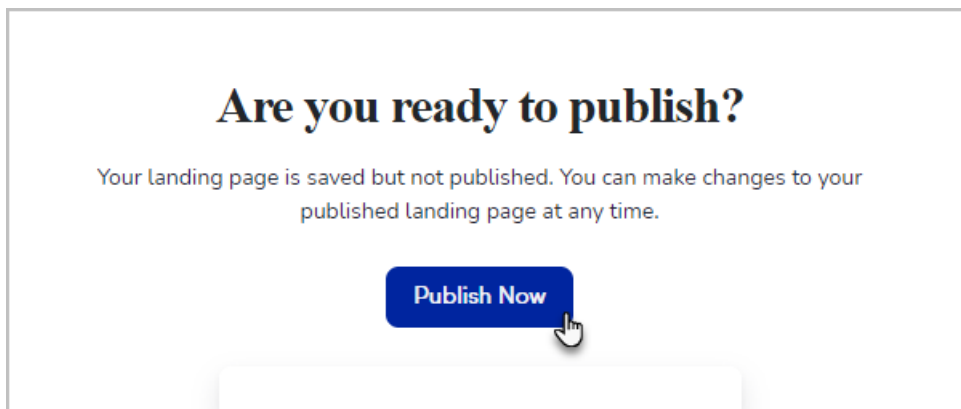 Are you ready to publish?
Your landing page is saved but not published. You can make changes to your
published landing page at any time.
Publish Now